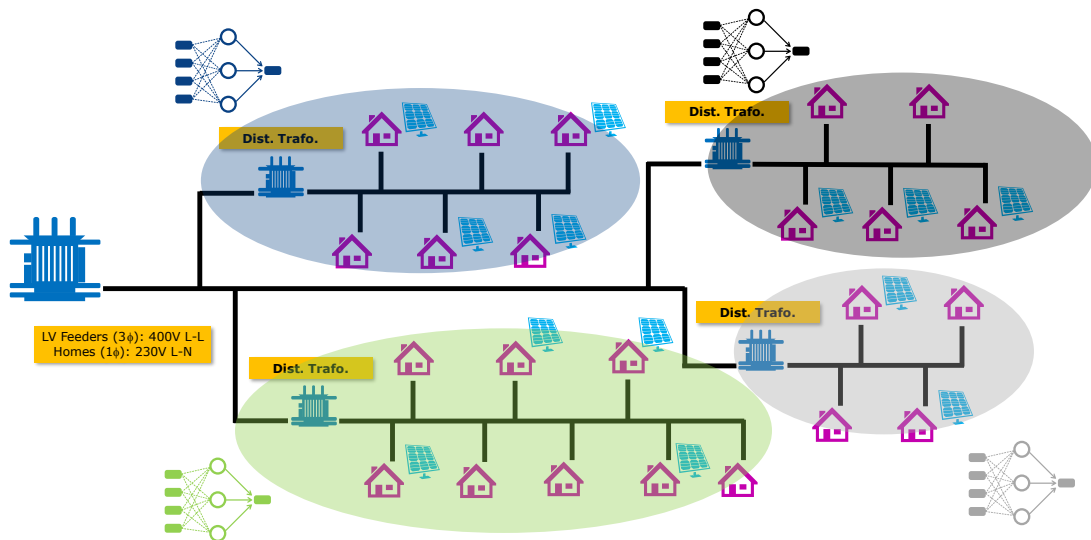 Dist. Trafo.
Dist. Trafo.
LV Feeders (3ϕ): 400V L-L
Homes (1ϕ): 230V L-N
Dist. Trafo.
Dist. Trafo.